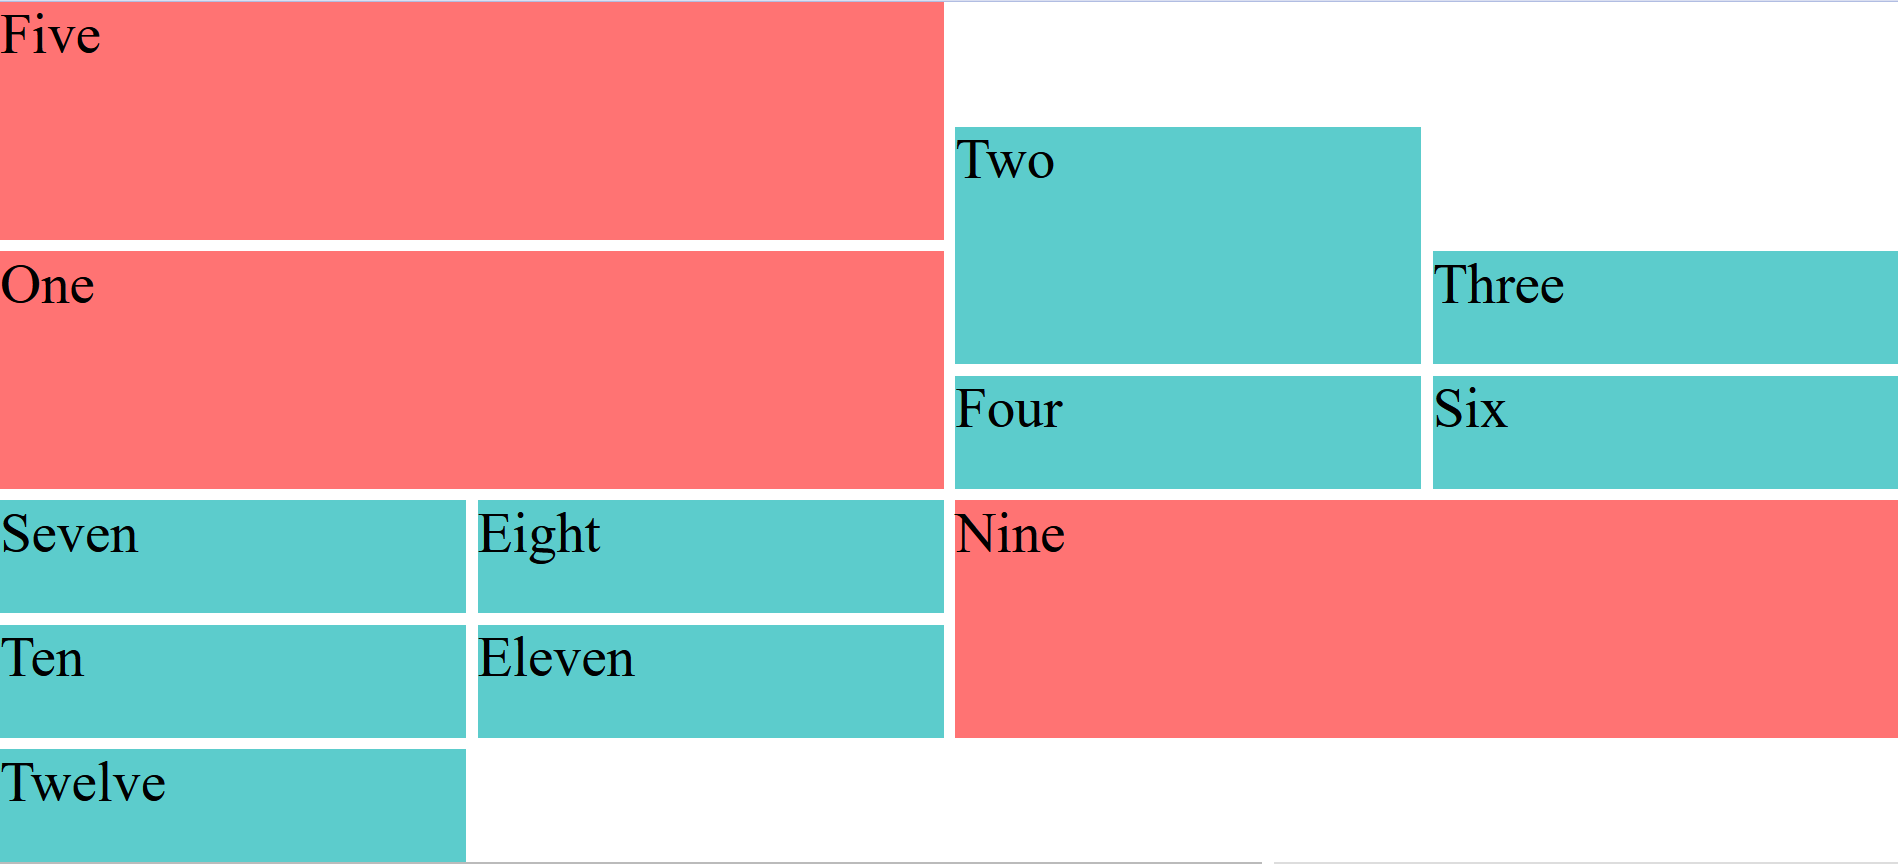 Five
Two
One
Three
Four
Six
Seven
Eight
Nine
Ten
Eleven
Twelve